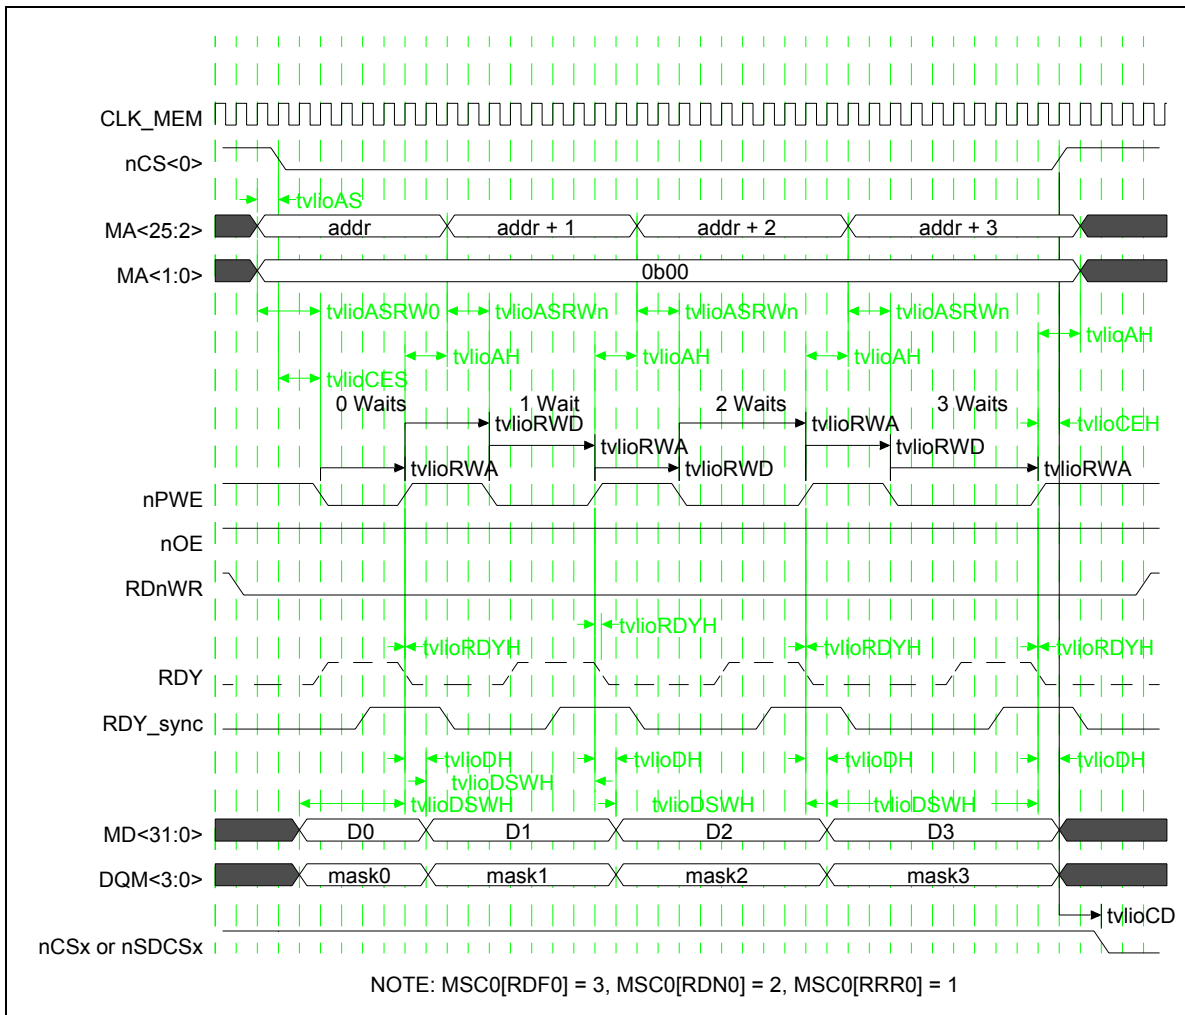 CLK_MEM
nCS<0>
tvlioAS
MA<25:2> addr addr + 1 addr + 2 addr + 3
MA<1:0> 0b00
tvlioASRW0 tvlioASRWn tvlioASRWn tvlioASRWn
tvlioAH
tvlioAH tvlioAH tvlioAH
tvlioCES
0 Waits 1 Wait 2 Waits 3 Waits
tvlioRWD tvlioRWA tvlioCEH
tvlioRWA tvlioRWD
tvlioRWA tvlioRWD tvlioRWA
nPWE
nOE
RDnWR
tvlioRDYH
tvlioRDYH tvlioRDYH tvlioRDYH
RDY
RDY_sync
tvlioDH tvlioDH tvlioDH tvlioDH
tvlioDSWH
tvlioDSWH tvlioDSWH tvlioDSWH
MD<31:0> D0 D1 D2 D3
DQM<3:0> mask0 mask1 mask2 mask3
tvlioCD
nCSx or nSDCSx
NOTE: MSC0[RDF0] = 3, MSC0[RDN0] = 2, MSC0[RRR0] = 1